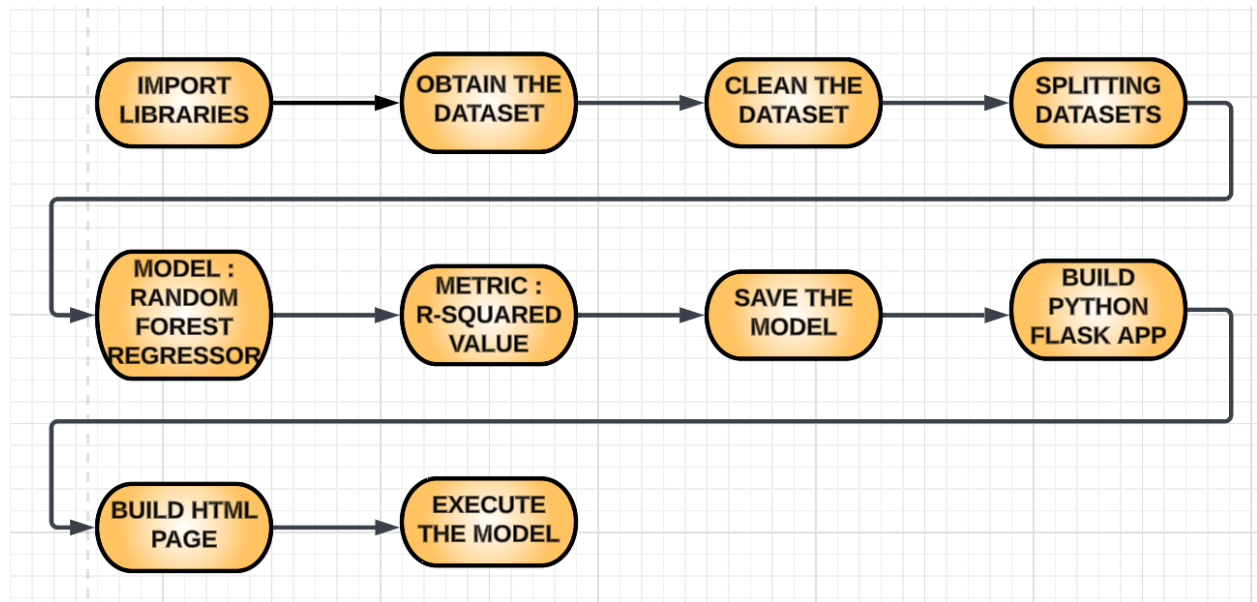 IMPORT
LIBRARIES
OBTAIN THE
DATASET
CLEAN THE
DATASET
SPLITTING
DATASETS
MODEL :
RANDOM
FOREST
REGRESSOR
METRIC :
R-SQUARED
VALUE
SAVE THE
MODEL
BUILD
PYTHON
FLASK APP
BUILD HTML
PAGE
EXECUTE
THE MODEL